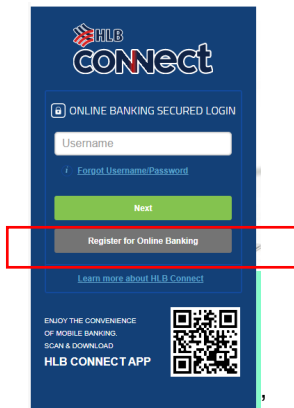 HLB
CONNect
ONLINE BANKING SECURED LOGIN
Username
i Forgot Username/Password
Next
Register for Online Banking
Learn more about HLB Connect
ENJOY THE CONVENIENCE
OF MOBILE BANKING.
SCAN & DOWNLOAD
HLB CONNECT APP
,